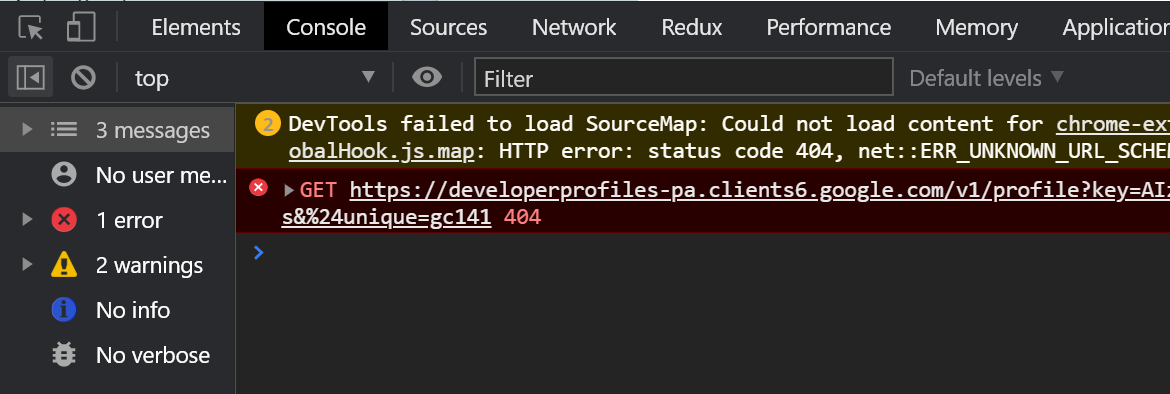 Elements Console Sources Network Redux Performance Memory Application
top Filter Default levels
3 messages
No user me...
1 error
2 warnings
No info
No verbose
2 DevTools failed to load SourceMap: Could not load content for chrome-ext
obalHook.js.map: HTTP error: status code 404, net::ERR_UNKNOWN_URL_SCHEM
GET https://developerprofiles-pa.clients6.google.com/v1/profile?key=AIz
s&%24unique=gc141 404